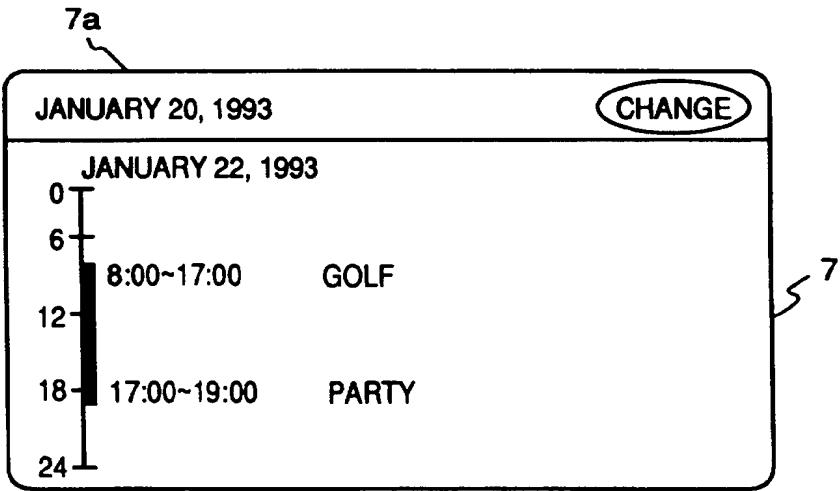 7a
JANUARY 20, 1993 CHANGE
JANUARY 22, 1993
0
6
8:00~17:00 GOLF
7
12
18 17:00~19:00 PARTY
24